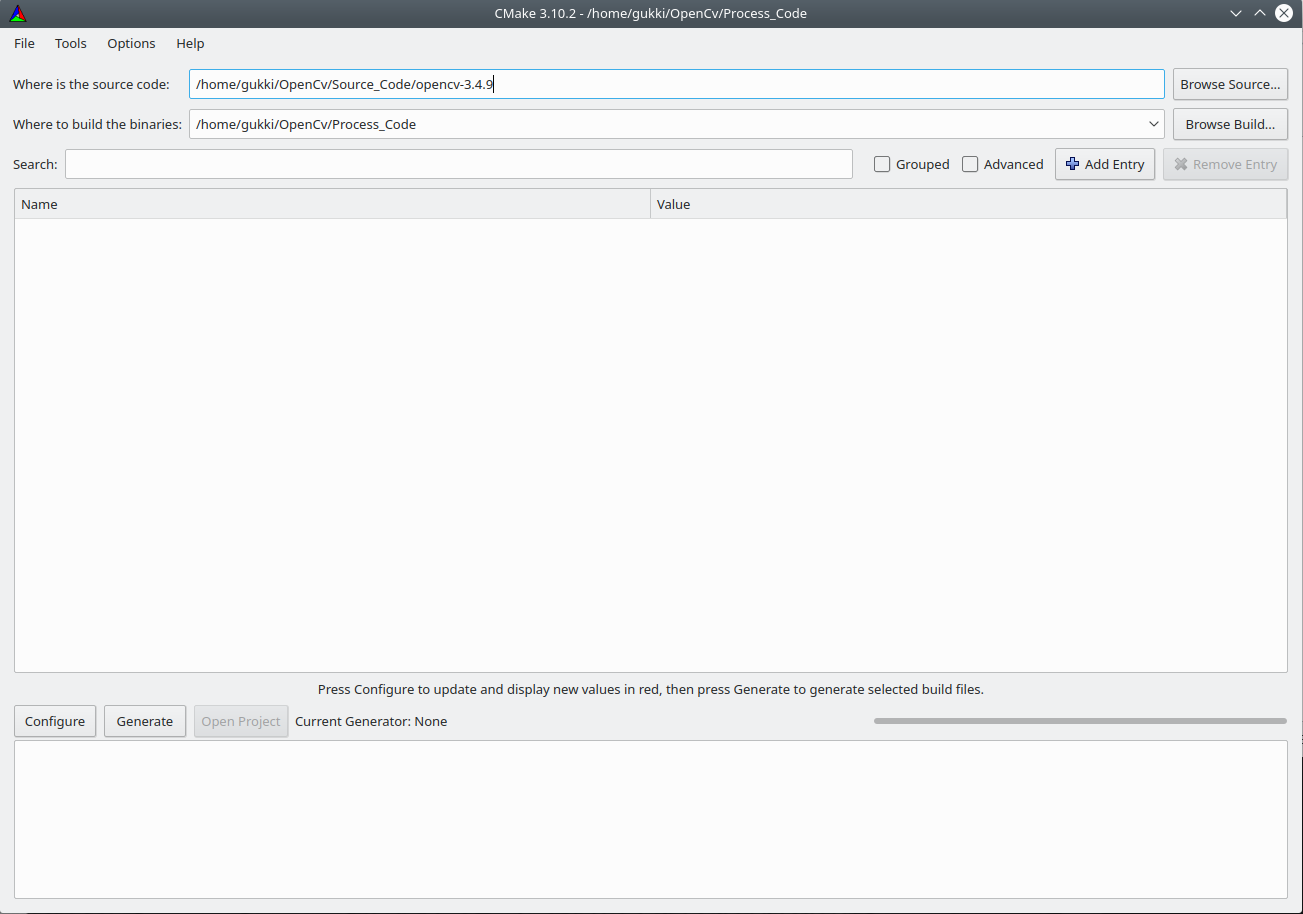 CMake 3.10.2 - /home/gukki/OpenCv/Process_Code
File Tools Options Help
Where is the source code: /home/gukki/OpenCv/Source_Code/opencv-3.4.9 Browse Source...
Where to build the binaries: /home/gukki/OpenCv/Process_Code Browse Build...
Search: Grouped Advanced Add Entry Remove Entry
Name Value
Press Configure to update and display new values in red, then press Generate to generate selected build files.
Configure Generate Open Project Current Generator: None